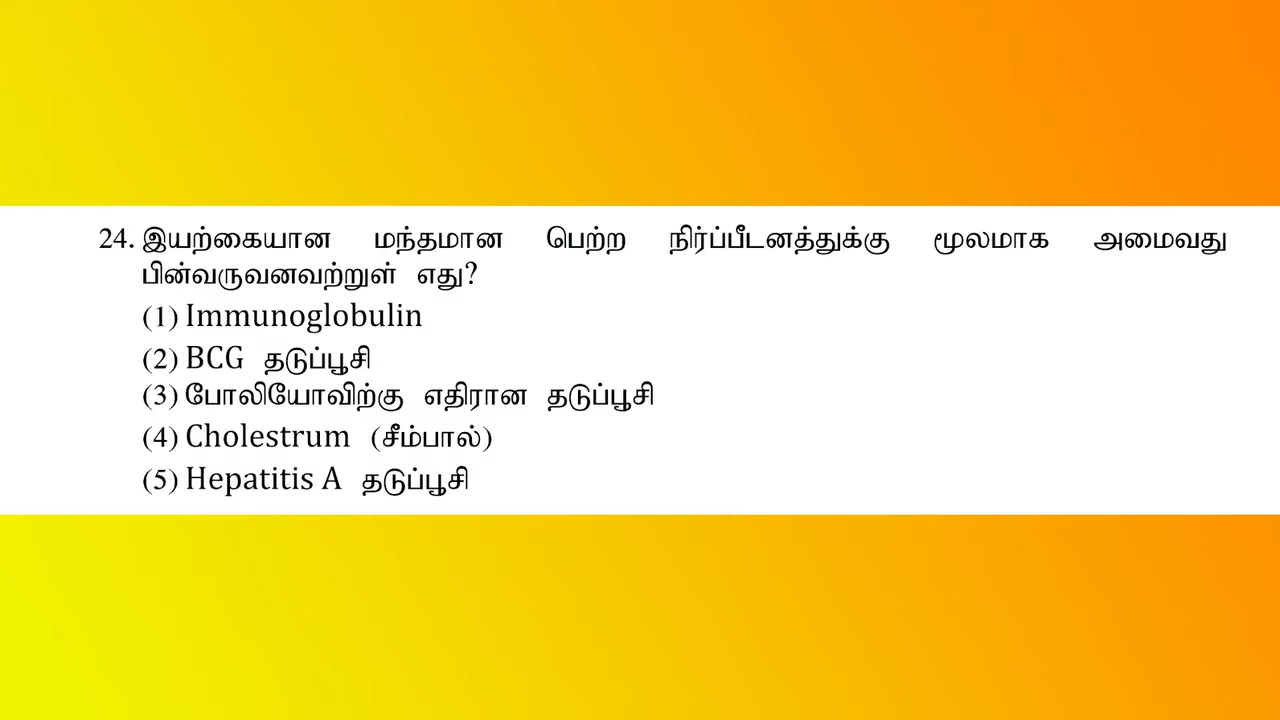 24. இயற்கையான மந்தமான பெற்ற நிர்ப்பீடனத்துக்கு மூலமாக அமைவது
பின்வருவனவற்றுள் எது?
(1) Immunoglobulin
(2) BCG தடுப்பூசி
(3) போலியோவிற்கு எதிரான தடுப்பூசி
(4) Cholestrum (சீம்பால்)
(5) Hepatitis A தடுப்பூசி